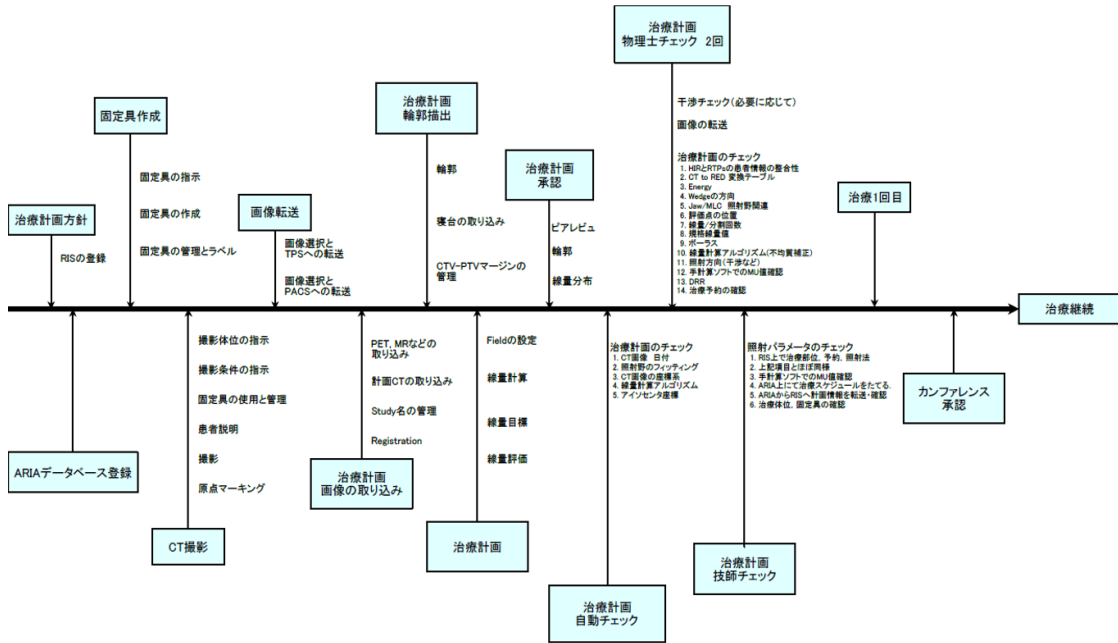 治療計画
物理士チェック 2回
干渉チェック(必要に応じて)
画像の転送
治療計画のチェック
1. HIRとRTPsの患者情報の整合性
2. CT to RED 変換テーブル
3. Energy
4. Wedgeの方向
5. Jaw/MLC 照射野関連
6. 評価点の位置
7. 線量/分割回数
8. 規格線量値
9. ボーラス
10. 線量計算アルゴリズム(不均質補正)
11. 照射方向(干渉など)
12. 手計算ソフトでのMU値確認
13. DRR
14. 治療予約の確認
固定具作成
固定具の指示
固定具の作成
固定具の管理とラベル
治療計画
輪郭描出
輪郭
寝台の取り込み
CTV-PTVマージンの
管理
治療計画
承認
ピアレビュ
輪郭
線量分布
治療計画方針
RISの登録
画像転送
画像選択と
TPSへの転送
画像選択と
PACSへの転送
治療1回目
治療継続
ARIAデータベース登録
撮影体位の指示
撮影条件の指示
固定具の使用と管理
患者説明
撮影
原点マーキング
CT撮影
PET, MRなどの
取り込み
計画CTの取り込み
Study名の管理
Registration
治療計画
画像の取り込み
Fieldの設定
線量計算
線量目標
線量評価
治療計画
治療計画のチェック
1. CT画像 日付
2. 照射野のフィッティング
3. CT画像の座標系
4. 線量計算アルゴリズム
5. アイソセンタ座標
治療計画
自動チェック
照射パラメータのチェック
1. RIS上で治療部位, 予約, 照射法
2. 上記項目とほぼ同様
3. 手計算ソフトでのMU値確認
4. ARIA上にて治療スケジュールをたてる.
5. ARIAからRISへ計画情報を転送・確認
6. 治療体位, 固定具の確認
治療計画
技師チェック
カンファレンス
承認